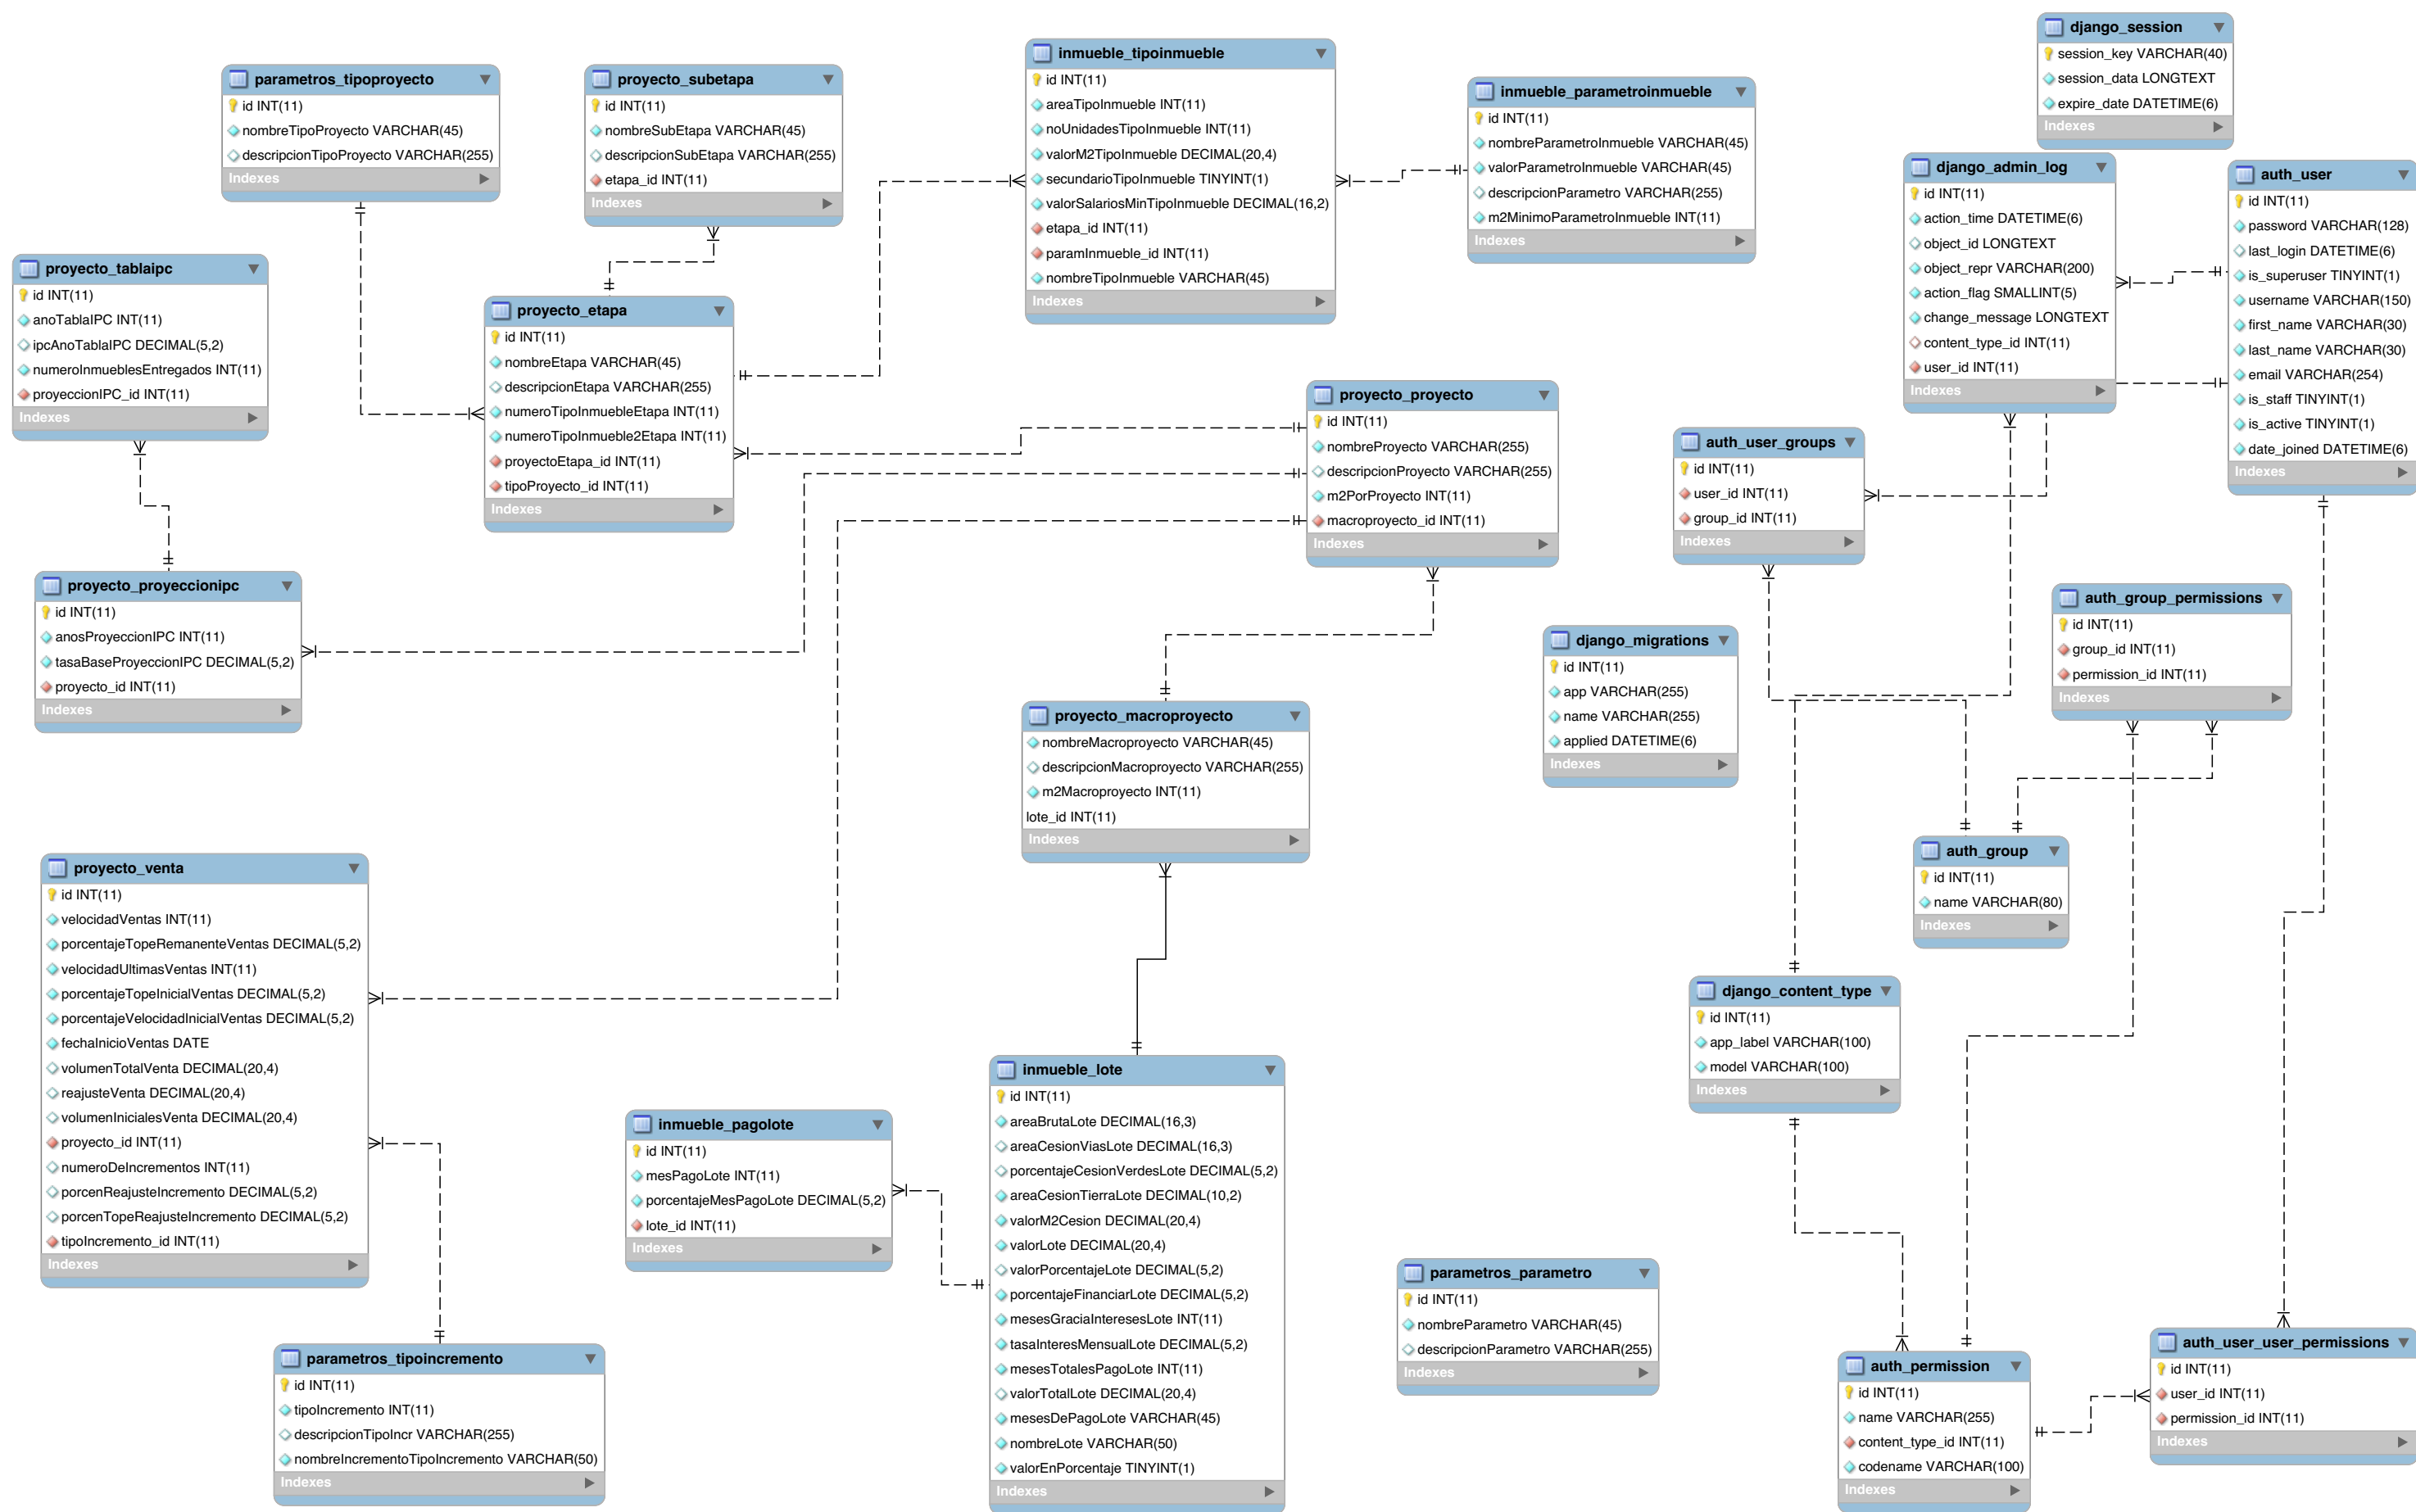 django_session
session_key VARCHAR(40)
session_data LONGTEXT
expire_date DATETIME(6)
Indexes
inmueble_tipoinmueble
id INT(11)
areaTipoInmueble INT(11)
noUnidadesTipoInmueble INT(11)
valorM2TipoInmueble DECIMAL(20,4)
secundarioTipoInmueble TINYINT(1)
valorSalariosMinTipoInmueble DECIMAL(16,2)
etapa_id INT(11)
paramInmueble_id INT(11)
nombreTipoInmueble VARCHAR(45)
Indexes
parametros_tipoproyecto
id INT(11)
nombreTipoProyecto VARCHAR(45)
descripcionTipoProyecto VARCHAR(255)
Indexes
proyecto_subetapa
id INT(11)
nombreSubEtapa VARCHAR(45)
descripcionSubEtapa VARCHAR(255)
etapa_id INT(11)
Indexes
inmueble_parametroinmueble
id INT(11)
nombreParametroInmueble VARCHAR(45)
valorParametroInmueble VARCHAR(45)
descripcionParametro VARCHAR(255)
m2MinimoParametroInmueble INT(11)
Indexes
django_admin_log
id INT(11)
action_time DATETIME(6)
object_id LONGTEXT
object_repr VARCHAR(200)
action_flag SMALLINT(5)
change_message LONGTEXT
content_type_id INT(11)
user_id INT(11)
Indexes
auth_user
id INT(11)
password VARCHAR(128)
last_login DATETIME(6)
is_superuser TINYINT(1)
username VARCHAR(150)
first_name VARCHAR(30)
last_name VARCHAR(30)
email VARCHAR(254)
is_staff TINYINT(1)
is_active TINYINT(1)
date_joined DATETIME(6)
Indexes
proyecto_tablaipc
id INT(11)
anoTablaIPC INT(11)
ipcAnoTablaIPC DECIMAL(5,2)
numeroInmueblesEntregados INT(11)
proyeccionIPC_id INT(11)
Indexes
proyecto_etapa
id INT(11)
nombreEtapa VARCHAR(45)
descripcionEtapa VARCHAR(255)
numeroTipoInmuebleEtapa INT(11)
numeroTipoInmueble2Etapa INT(11)
proyectoEtapa_id INT(11)
tipoProyecto_id INT(11)
Indexes
proyecto_proyecto
id INT(11)
nombreProyecto VARCHAR(255)
descripcionProyecto VARCHAR(255)
m2PorProyecto INT(11)
macroproyecto_id INT(11)
Indexes
auth_user_groups
id INT(11)
user_id INT(11)
group_id INT(11)
Indexes
proyecto_proyeccionipc
id INT(11)
anosProyeccionIPC INT(11)
tasaBaseProyeccionIPC DECIMAL(5,2)
proyecto_id INT(11)
Indexes
auth_group_permissions
id INT(11)
group_id INT(11)
permission_id INT(11)
Indexes
django_migrations
id INT(11)
app VARCHAR(255)
name VARCHAR(255)
applied DATETIME(6)
Indexes
proyecto_macroproyecto
nombreMacroproyecto VARCHAR(45)
descripcionMacroproyecto VARCHAR(255)
m2Macroproyecto INT(11)
lote_id INT(11)
Indexes
auth_group
id INT(11)
name VARCHAR(80)
Indexes
proyecto_venta
id INT(11)
velocidadVentas INT(11)
porcentajeTopeRemanenteVentas DECIMAL(5,2)
velocidadUltimasVentas INT(11)
porcentajeTopeInicialVentas DECIMAL(5,2)
porcentajeVelocidadInicialVentas DECIMAL(5,2)
fechaInicioVentas DATE
volumenTotalVenta DECIMAL(20,4)
reajusteVenta DECIMAL(20,4)
volumenInicialesVenta DECIMAL(20,4)
proyecto_id INT(11)
numeroDeIncrementos INT(11)
porcenReajusteIncremento DECIMAL(5,2)
porcenTopeReajusteIncremento DECIMAL(5,2)
tipoIncremento_id INT(11)
Indexes
django_content_type
id INT(11)
app_label VARCHAR(100)
model VARCHAR(100)
Indexes
inmueble_lote
id INT(11)
areaBrutaLote DECIMAL(16,3)
areaCesionViasLote DECIMAL(16,3)
porcentajeCesionVerdesLote DECIMAL(5,2)
areaCesionTierraLote DECIMAL(10,2)
valorM2Cesion DECIMAL(20,4)
valorLote DECIMAL(20,4)
valorPorcentajeLote DECIMAL(5,2)
porcentajeFinanciarLote DECIMAL(5,2)
mesesGraciaInteresesLote INT(11)
tasaInteresMensualLote DECIMAL(5,2)
mesesTotalesPagoLote INT(11)
valorTotalLote DECIMAL(20,4)
mesesDePagoLote VARCHAR(45)
nombreLote VARCHAR(50)
valorEnPorcentaje TINYINT(1)
Indexes
inmueble_pagolote
id INT(11)
mesPagoLote INT(11)
porcentajeMesPagoLote DECIMAL(5,2)
lote_id INT(11)
Indexes
parametros_parametro
id INT(11)
nombreParametro VARCHAR(45)
descripcionParametro VARCHAR(255)
Indexes
parametros_tipoincremento
id INT(11)
tipoIncremento INT(11)
descripcionTipoIncr VARCHAR(255)
nombreIncrementoTipoIncremento VARCHAR(50)
Indexes
auth_permission
id INT(11)
name VARCHAR(255)
content_type_id INT(11)
codename VARCHAR(100)
Indexes
auth_user_user_permissions
id INT(11)
user_id INT(11)
permission_id INT(11)
Indexes